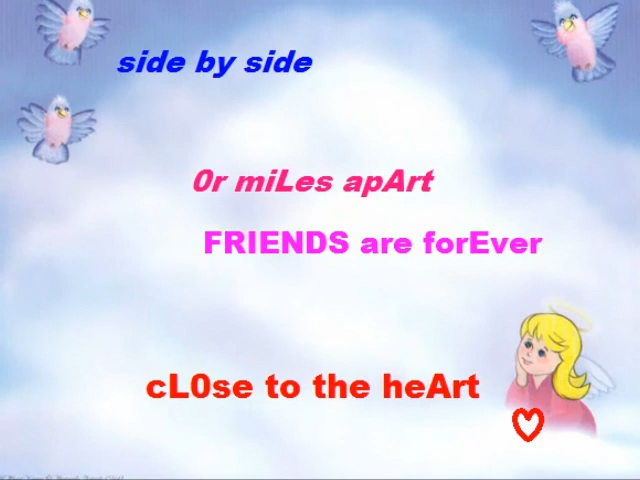 side by side
0r miLes apArt
FRIENDS are forEver
cL0se to the heArt